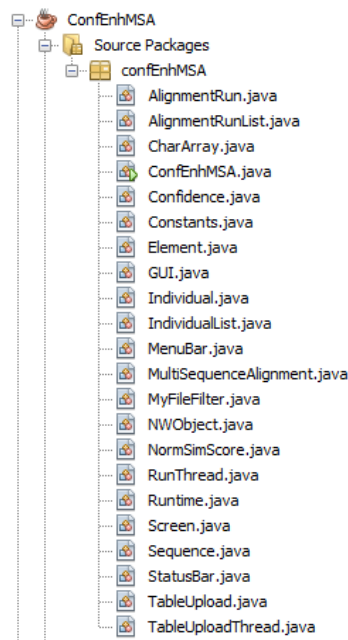 ConfEnhMSA
Source Packages
confEnhMSA
AlignmentRun.java
AlignmentRunList.java
CharArray.java
ConfEnhMSA.java
Confidence.java
Constants.java
Element.java
GUI.java
Individual.java
IndividualList.java
MenuBar.java
MultiSequenceAlignment.java
MyFileFilter.java
NWObject.java
NormSimScore.java
RunThread.java
Runtime.java
Screen.java
Sequence.java
StatusBar.java
TableUpload.java
TableUploadThread.java